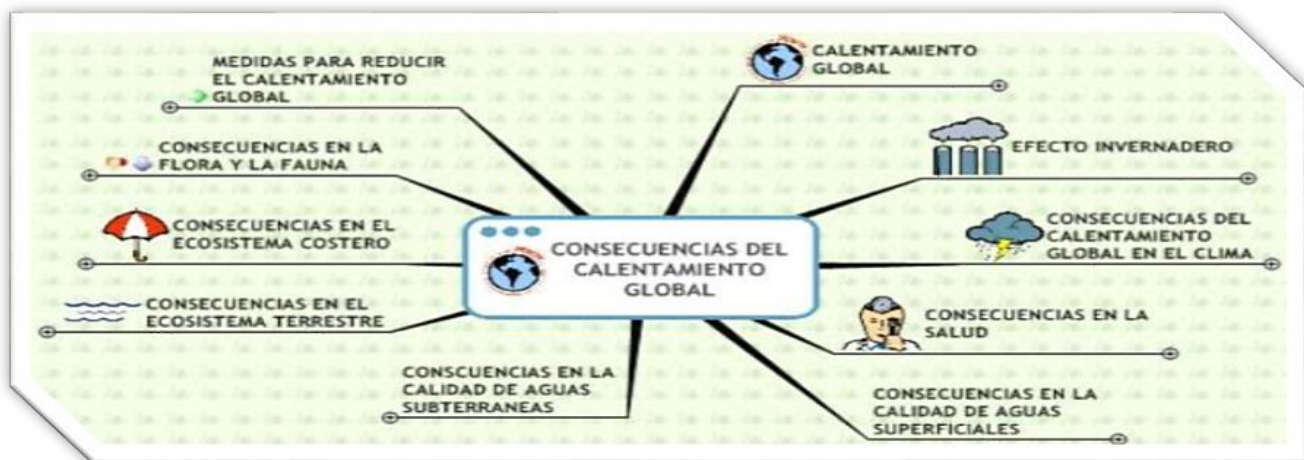 CONSECUENCIAS DEL
CALENTAMIENTO
GLOBAL
CALENTAMIENTO
GLOBAL
EFECTO INVERNADERO
CONSECUENCIAS DEL
CALENTAMIENTO
GLOBAL EN EL CLIMA
CONSECUENCIAS EN LA
SALUD
CONSECUENCIAS EN LA
CALIDAD DE AGUAS
SUPERFICIALES
CONSCUENCIAS EN LA
CALIDAD DE AGUAS
SUBTERRANEAS
CONSECUENCIAS EN EL
ECOSISTEMA TERRESTRE
CONSECUENCIAS EN EL
ECOSISTEMA COSTERO
CONSECUENCIAS EN LA
FLORA Y LA FAUNA
MEDIDAS PARA REDUCIR
EL CALENTAMIENTO
GLOBAL